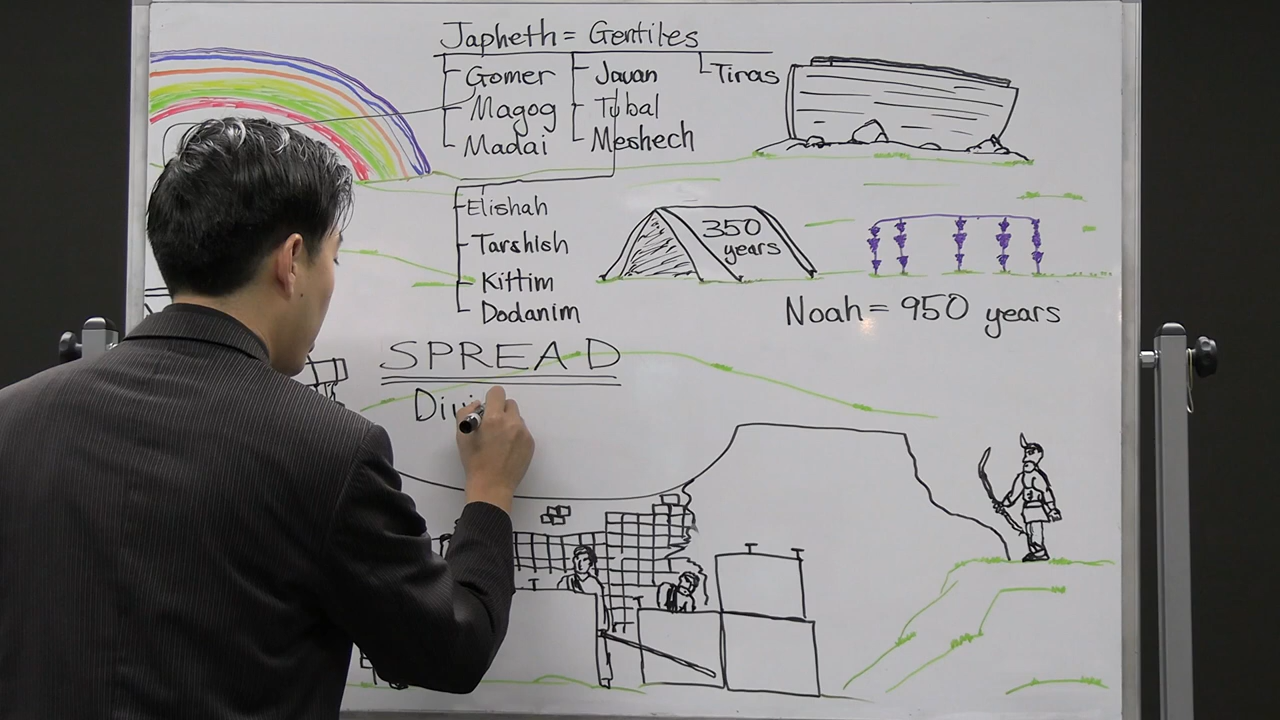 Japheth = Gentiles
Gomer Javan Tiras
Magog Tubal
Madai Meshech
Elishah
Tarshish
Kittim
Dodanim
350
years
Noah = 950 years
SPREAD
Divi